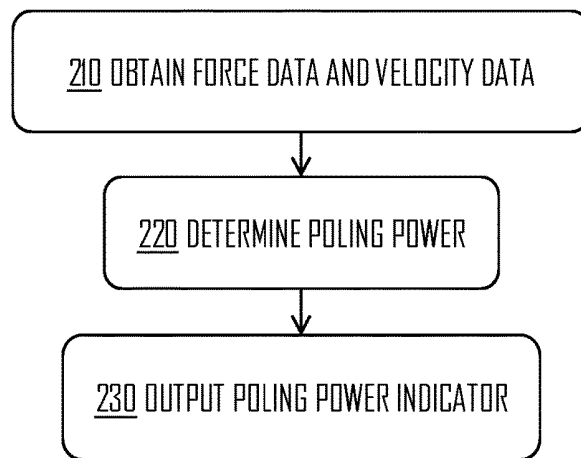 210 OBTAIN FORCE DATA AND VELOCITY DATA
220 DETERMINE POLING POWER
230 OUTPUT POLING POWER INDICATOR